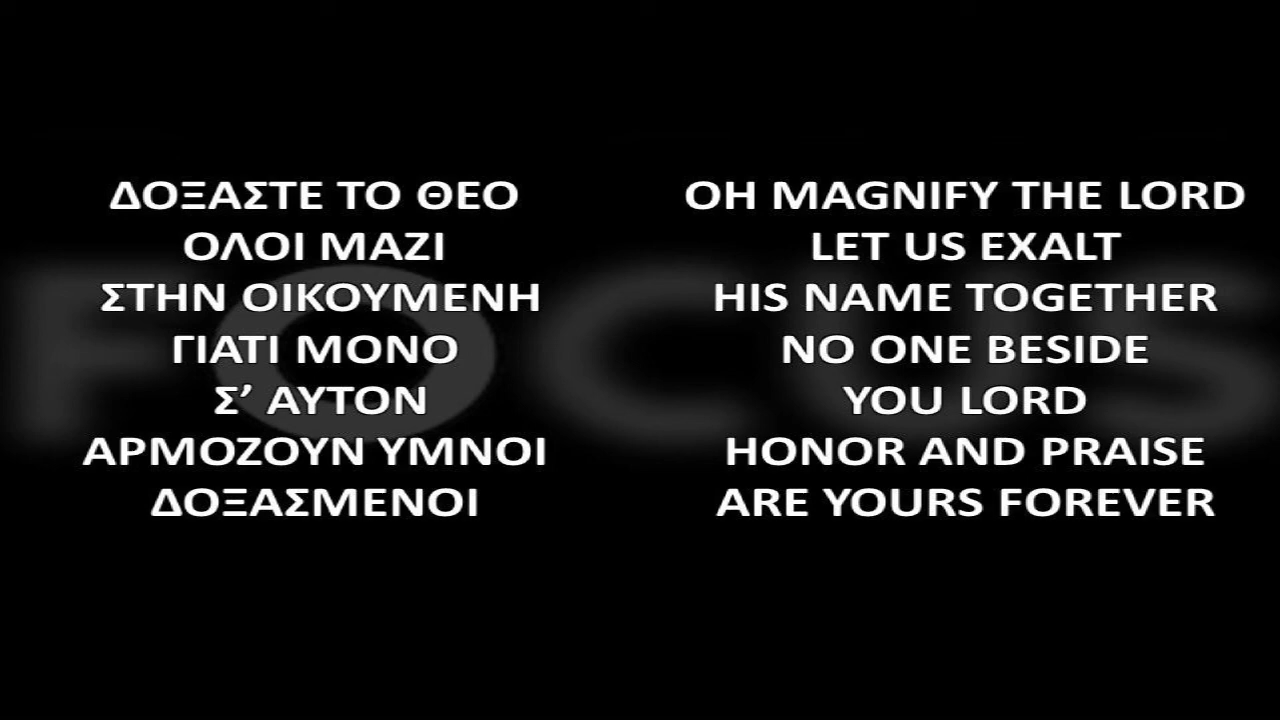 ΔΟΞΑΣΤΕ ΤΟ ΘΕΟ
ΟΛΟΙ ΜΑΖΙ
ΣΤΗΝ ΟΙΚΟΥΜΕΝΗ
ΓΙΑΤΙ ΜΟΝΟ
Σ’ ΑΥΤΟΝ
ΑΡΜΟΖΟΥΝ ΥΜΝΟΙ
ΔΟΞΑΣΜΕΝΟΙ
OH MAGNIFY THE LORD
LET US EXALT
HIS NAME TOGETHER
NO ONE BESIDE
YOU LORD
HONOR AND PRAISE
ARE YOURS FOREVER
FOCUS